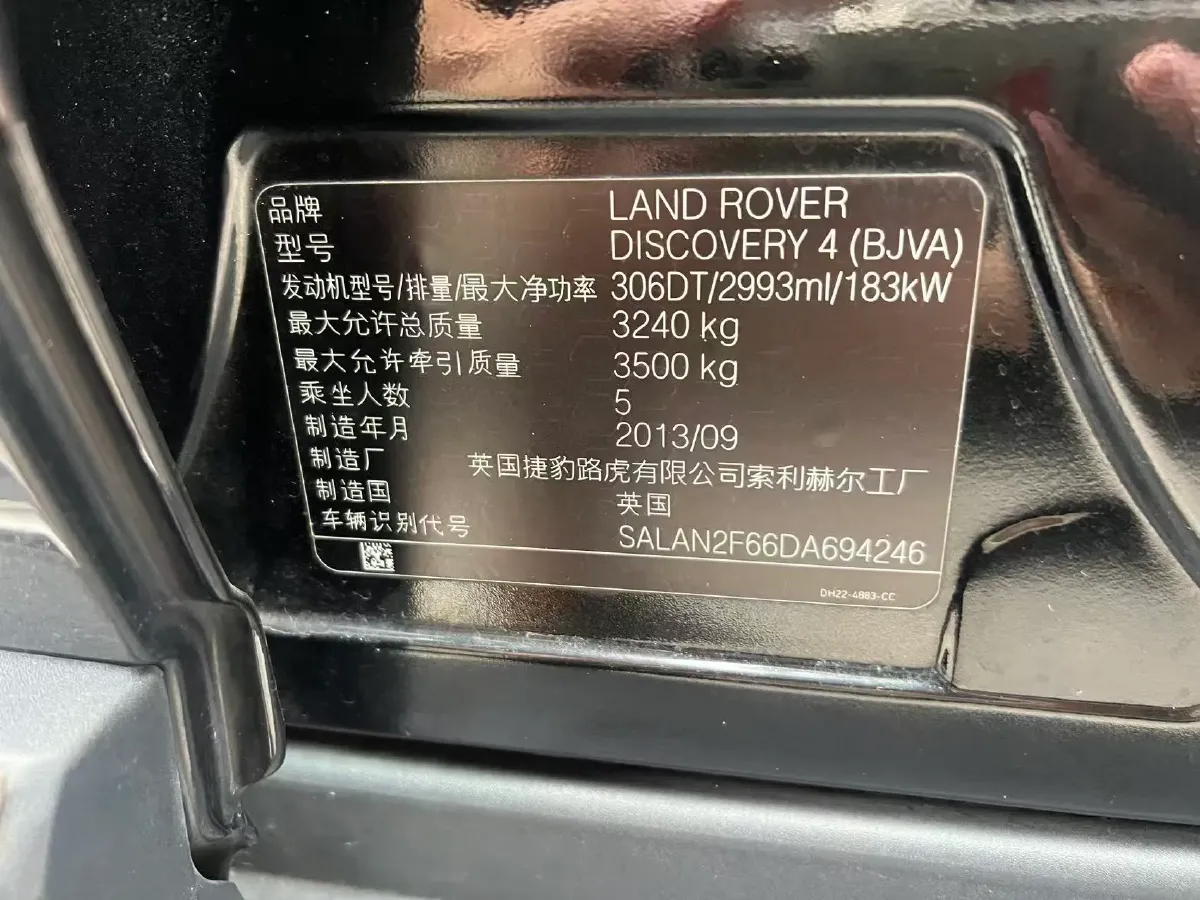 品牌 LAND ROVER
型号 DISCOVERY 4 (BJVA)
发动机型号/排量/最大净功率 306DT/2993ml/183kW
最大允许总质量 3240 kg
最大允许牵引质量 3500 kg
乘坐人数 5
制造年月 2013/09
制造厂 英国捷豹路虎有限公司索利赫尔工厂
制造国 英国
车辆识别代号 SALAN2F66DA694246
DH22-4883-CC